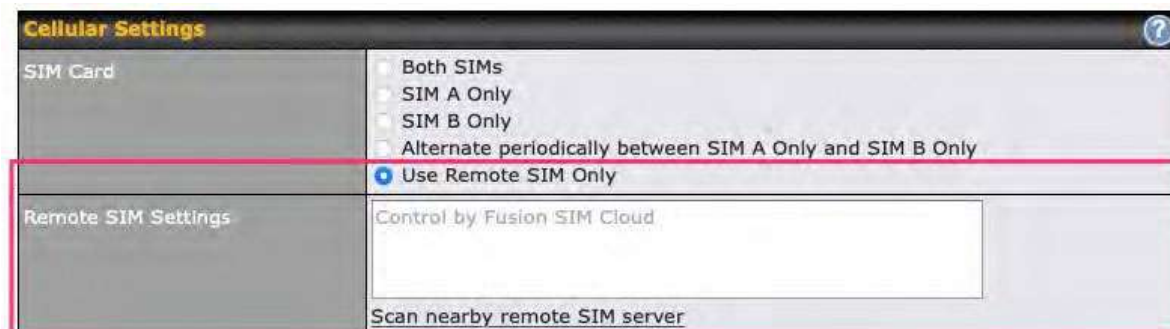 Cellular Settings
?
SIM Card
Both SIMs
SIM A Only
SIM B Only
Alternate periodically between SIM A Only and SIM B Only
Use Remote SIM Only
Remote SIM Settings
Control by Fusion SIM Cloud
Scan nearby remote SIM server